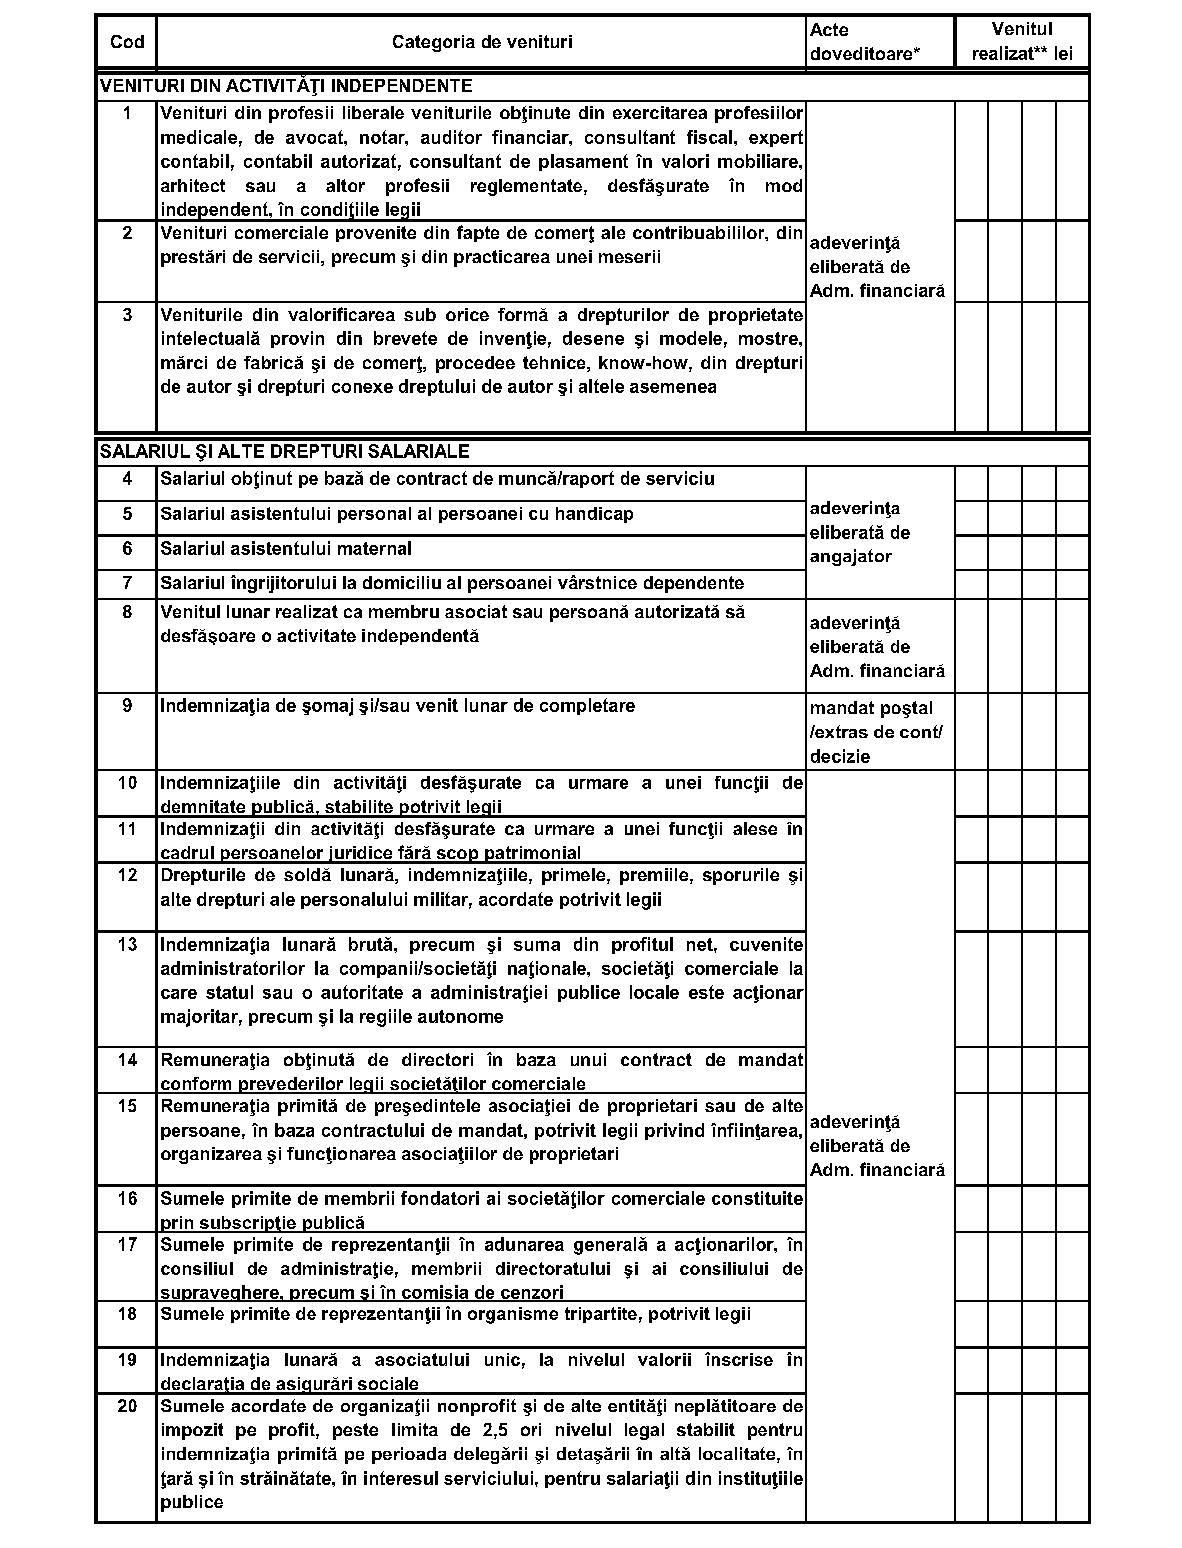 Cod
Categoria de venituri
Acte
doveditoare*
Venitul
realizat** lei
VENITURI DIN ACTIVITĂŢI INDEPENDENTE
1
Venituri din profesii liberale veniturile obţinute din exercitarea profesiilor
medicale, de avocat, notar, auditor financiar, consultant fiscal, expert
contabil, contabil autorizat, consultant de plasament în valori mobiliare,
arhitect sau a altor profesii reglementate, desfăşurate în mod
independent, în condiţiile legii
2
Venituri comerciale provenite din fapte de comerţ ale contribuabililor, din
prestări de servicii, precum şi din practicarea unei meserii
adeverinţă
eliberată de
Adm. financiară
3
Veniturile din valorificarea sub orice formă a drepturilor de proprietate
intelectuală provin din brevete de invenţie, desene şi modele, mostre,
mărci de fabrică şi de comerţ, procedee tehnice, know-how, din drepturi
de autor şi drepturi conexe dreptului de autor şi altele asemenea
SALARIUL ŞI ALTE DREPTURI SALARIALE
4
Salariul obţinut pe bază de contract de muncă/raport de serviciu
5
Salariul asistentului personal al persoanei cu handicap
6
Salariul asistentului maternal
7
Salariul îngrijitorului la domiciliu al persoanei vârstnice dependente
adeverinţa
eliberată de
angajator
8
Venitul lunar realizat ca membru asociat sau persoană autorizată să
desfăşoare o activitate independentă
adeverinţă
eliberată de
Adm. financiară
9
Indemnizaţia de şomaj şi/sau venit lunar de completare
mandat poştal
/extras de cont/
decizie
10
Indemnizaţiile din activităţi desfăşurate ca urmare a unei funcţii de
demnitate publică, stabilite potrivit legii
11
Indemnizaţii din activităţi desfăşurate ca urmare a unei funcţii alese în
cadrul persoanelor juridice fără scop patrimonial
12
Drepturile de soldă lunară, indemnizaţiile, primele, premiile, sporurile şi
alte drepturi ale personalului militar, acordate potrivit legii
13
Indemnizaţia lunară brută, precum şi suma din profitul net, cuvenite
administratorilor la companii/societăţi naţionale, societăţi comerciale la
care statul sau o autoritate a administraţiei publice locale este acţionar
majoritar, precum şi la regiile autonome
14
Remuneraţia obţinută de directori în baza unui contract de mandat
conform prevederilor legii societăţilor comerciale
15
Remuneraţia primită de preşedintele asociaţiei de proprietari sau de alte
persoane, în baza contractului de mandat, potrivit legii privind înfiinţarea,
organizarea şi funcţionarea asociaţiilor de proprietari
adeverinţă
eliberată de
Adm. financiară
16
Sumele primite de membrii fondatori ai societăţilor comerciale constituite
prin subscripţie publică
17
Sumele primite de reprezentanţii în adunarea generală a acţionarilor, în
consiliul de administraţie, membrii directoratului şi ai consiliului de
supraveghere, precum şi în comisia de cenzori
18
Sumele primite de reprezentanţii în organisme tripartite, potrivit legii
19
Indemnizaţia lunară a asociatului unic, la nivelul valorii înscrise în
declaraţia de asigurări sociale
20
Sumele acordate de organizaţii nonprofit şi de alte entităţi neplătitoare de
impozit pe profit, peste limita de 2,5 ori nivelul legal stabilit pentru
indemnizaţia primită pe perioada delegării şi detaşării în altă localitate, în
ţară şi în străinătate, în interesul serviciului, pentru salariaţii din instituţiile
publice